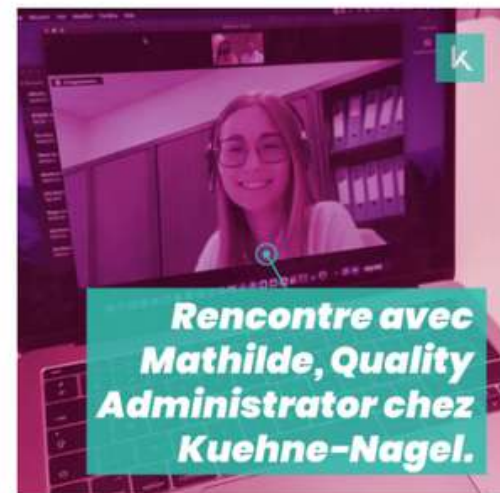 Rencontre avec
Mathilde, Quality
Administrator chez
Kuehne-Nagel.